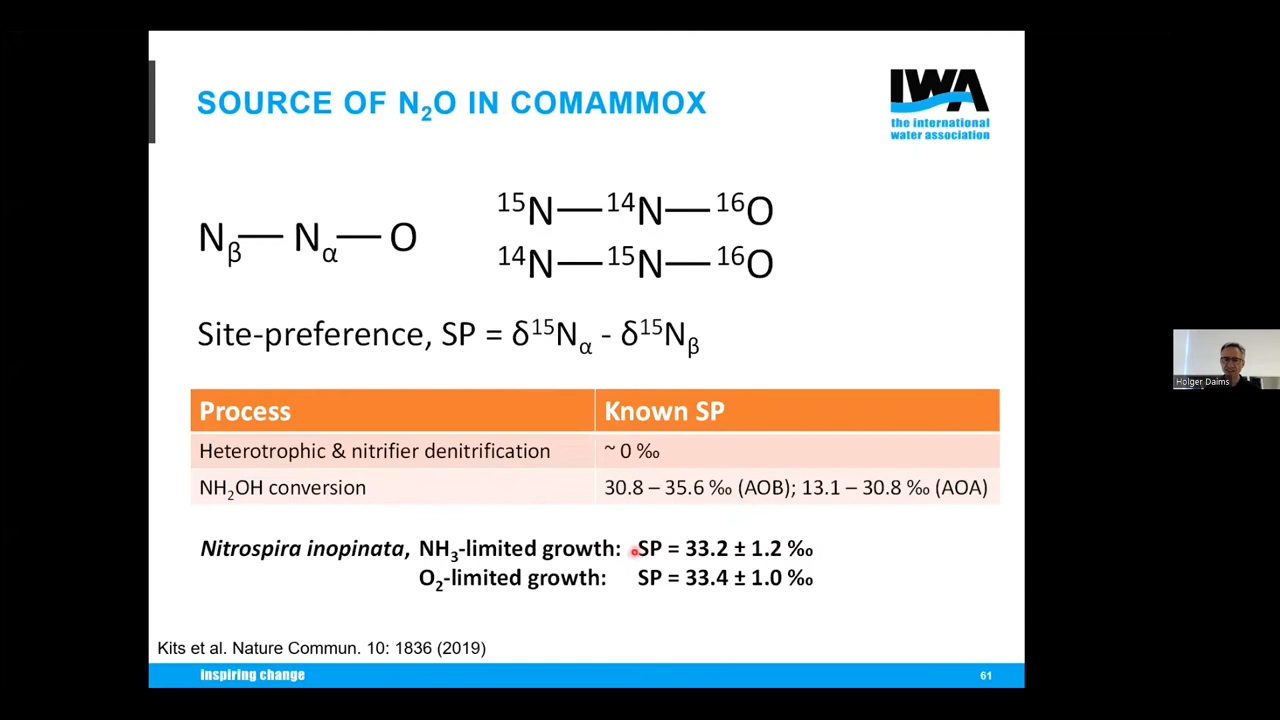 SOURCE OF N₂O IN COMAMMOX
IWA
the international
water association
Nβ — Nα — O
¹⁵N — ¹⁴N — ¹⁶O
¹⁴N — ¹⁵N — ¹⁶O
Site-preference, SP = δ¹⁵Nα - δ¹⁵Nβ
Process Known SP
Heterotrophic & nitrifier denitrification ~ 0 ‰
NH₂OH conversion 30.8 – 35.6 ‰ (AOB); 13.1 – 30.8 ‰ (AOA)
Nitrospira inopinata, NH₃-limited growth: SP = 33.2 ± 1.2 ‰
O₂-limited growth: SP = 33.4 ± 1.0 ‰
Kits et al. Nature Commun. 10: 1836 (2019)
inspiring change
61
Holger Daims